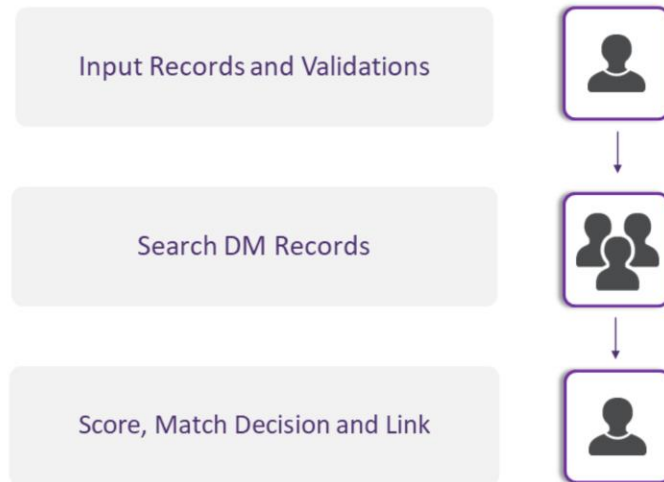 Input Records and Validations
Search DM Records
Score, Match Decision and Link